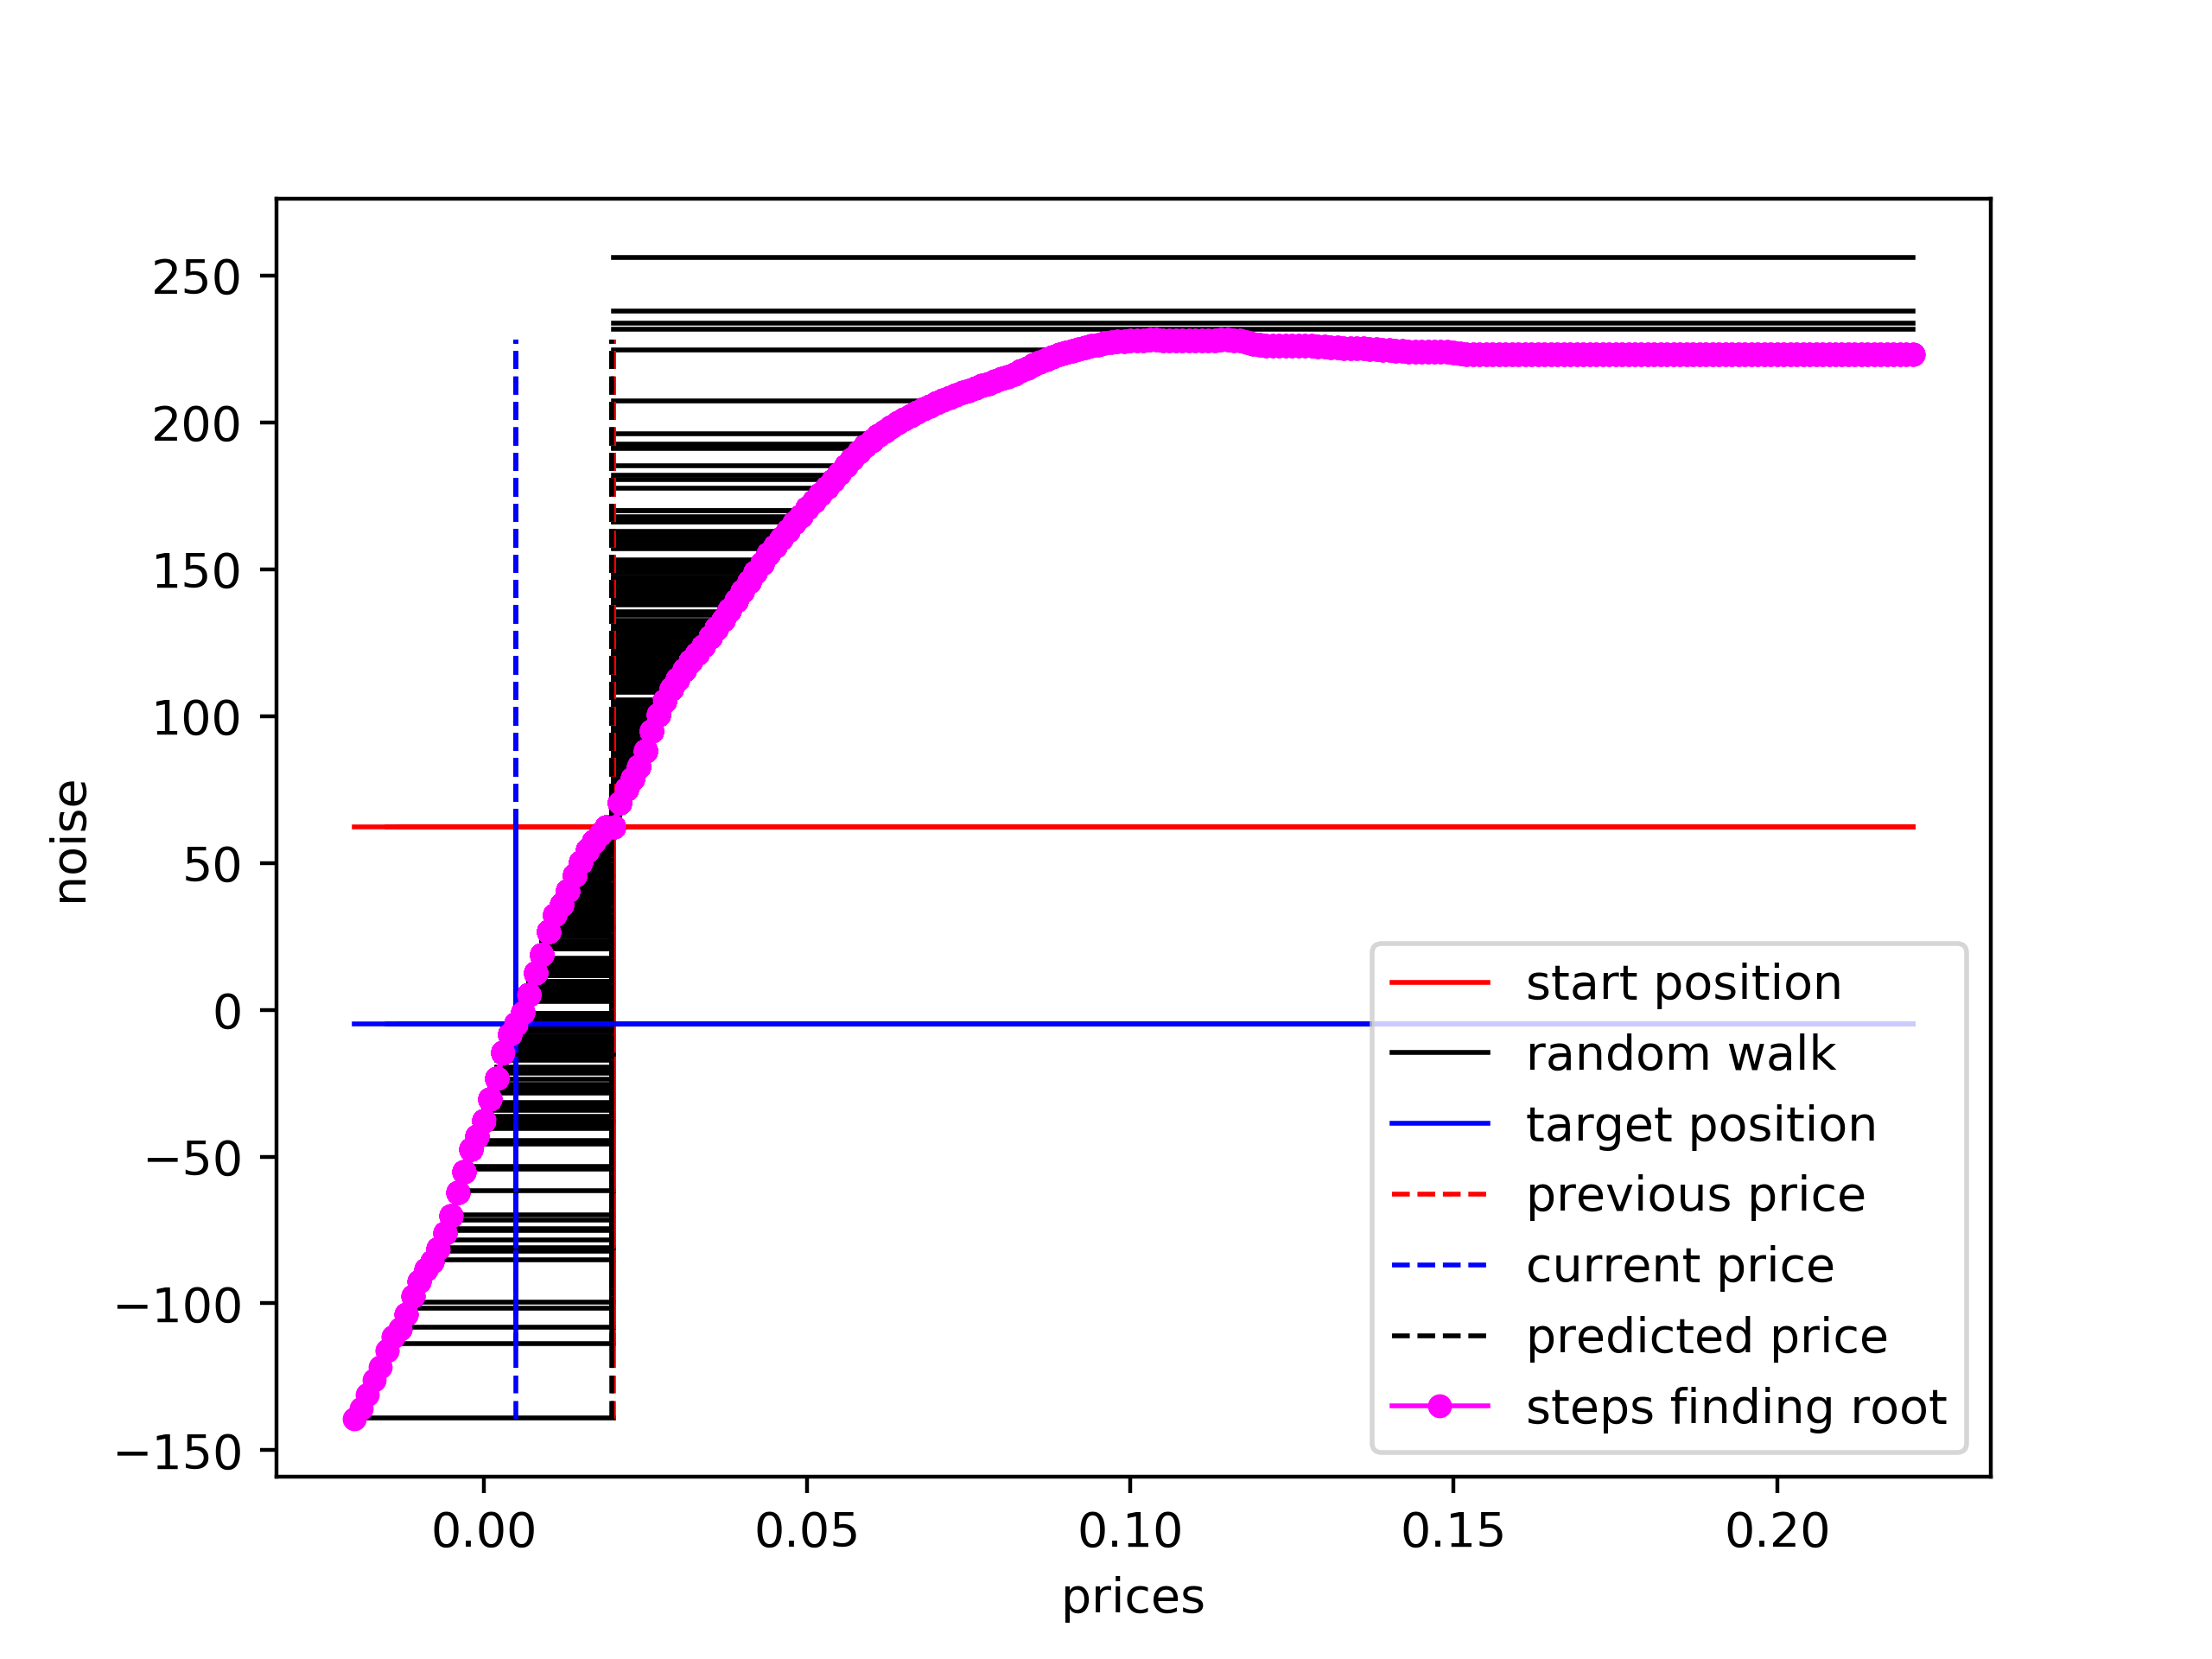 250
200
150
100
50
0
−50
−100
−150
noise
0.00 0.05 0.10 0.15 0.20
prices
start position
random walk
target position
previous price
current price
predicted price
steps finding root